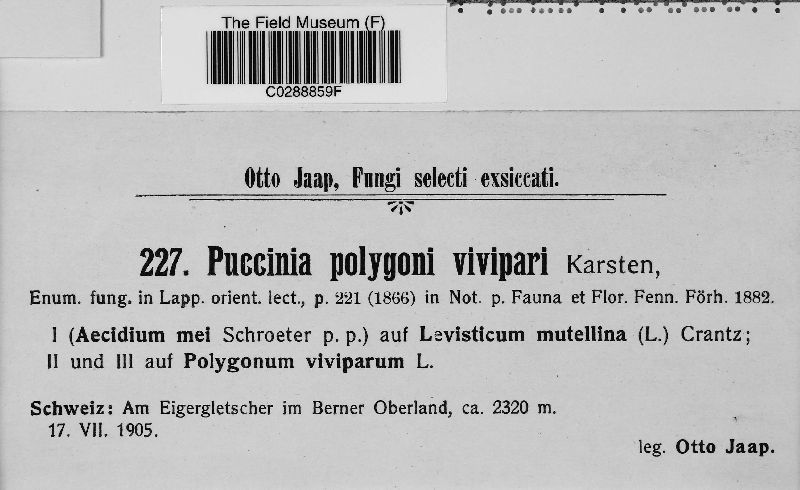 The Field Museum (F)
C0288859F
Otto Jaap, Fungi selecti exsiccati.
227. Puccinia polygoni vivipari Karsten,
Enum. fung. in Lapp. orient. lect., p. 221 (1866) in Not. p. Fauna et Flor. Fenn. Förh. 1882.
I (Aecidium mei Schroeter p. p.) auf Levisticum mutellina (L.) Crantz;
II und III auf Polygonum viviparum L.
Schweiz: Am Eigergletscher im Berner Oberland, ca. 2320 m.
17. VII. 1905.
leg. Otto Jaap.